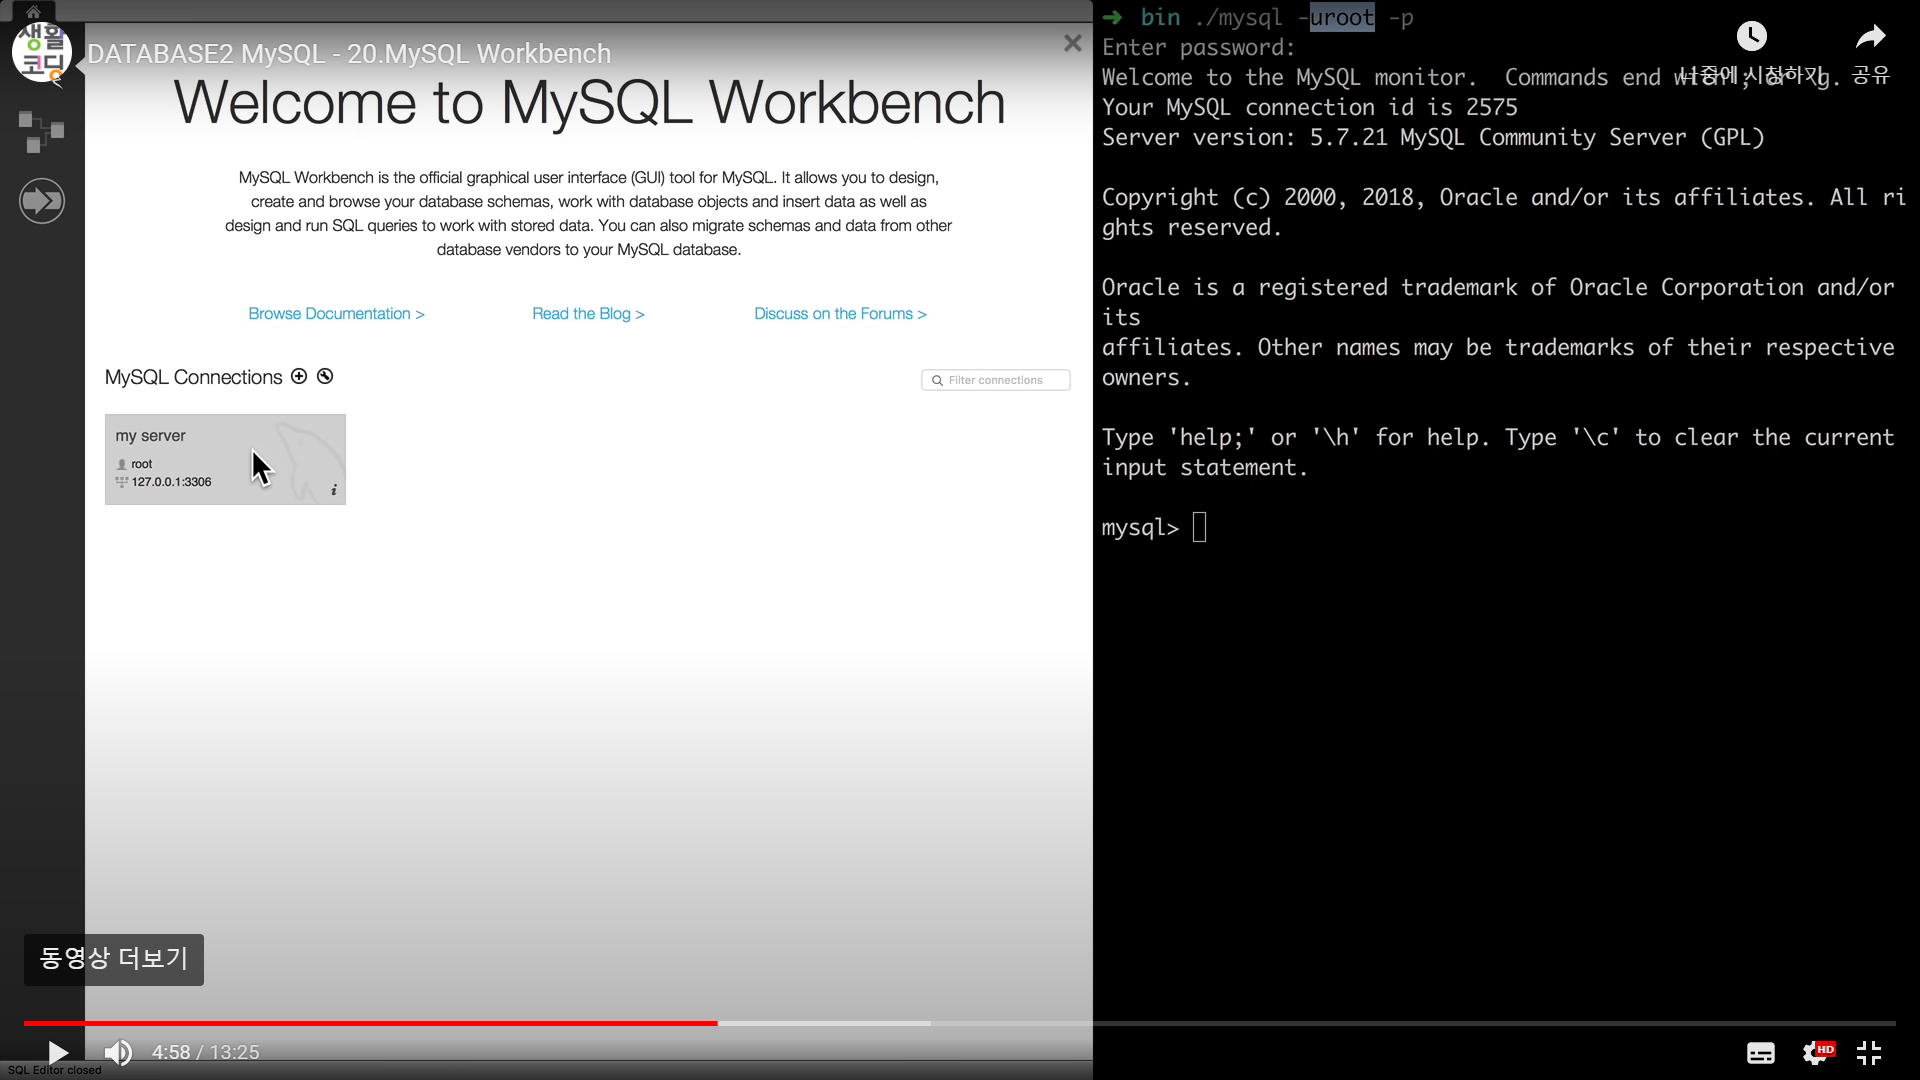 생활
코딩
DATABASE2 MySQL - 20.MySQL Workbench
Welcome to MySQL Workbench
MySQL Workbench is the official graphical user interface (GUI) tool for MySQL. It allows you to design,
create and browse your database schemas, work with database objects and insert data as well as
design and run SQL queries to work with stored data. You can also migrate schemas and data from other
database vendors to your MySQL database.
Browse Documentation >
Read the Blog >
Discuss on the Forums >
MySQL Connections
Filter connections
my server
root
127.0.0.1:3306
i
동영상 더보기
4:58 / 13:25
SQL Editor closed
➜ bin ./mysql -uroot -p
Enter password:
Welcome to the MySQL monitor. Commands end with ; or \g.
나중에 시청하기
공유
Your MySQL connection id is 2575
Server version: 5.7.21 MySQL Community Server (GPL)
Copyright (c) 2000, 2018, Oracle and/or its affiliates. All ri
ghts reserved.
Oracle is a registered trademark of Oracle Corporation and/or
its
affiliates. Other names may be trademarks of their respective
owners.
Type 'help;' or '\h' for help. Type '\c' to clear the current
input statement.
mysql>
HD